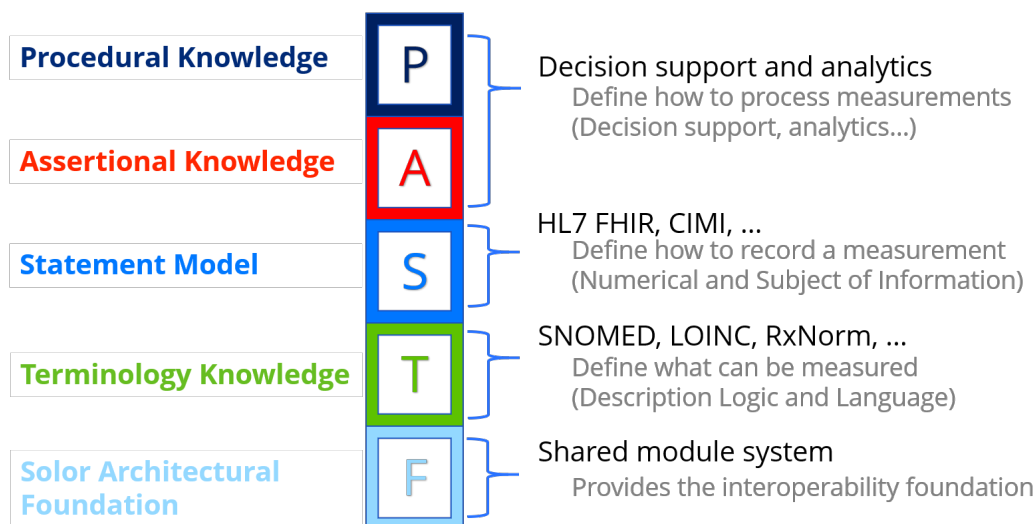 Procedural Knowledge
P
Decision support and analytics
Define how to process measurements
(Decision support, analytics...)
Assertional Knowledge
A
Statement Model
S
HL7 FHIR, CIMI, ...
Define how to record a measurement
(Numerical and Subject of Information)
Terminology Knowledge
T
SNOMED, LOINC, RxNorm, ...
Define what can be measured
(Description Logic and Language)
Solor Architectural
Foundation
F
Shared module system
Provides the interoperability foundation